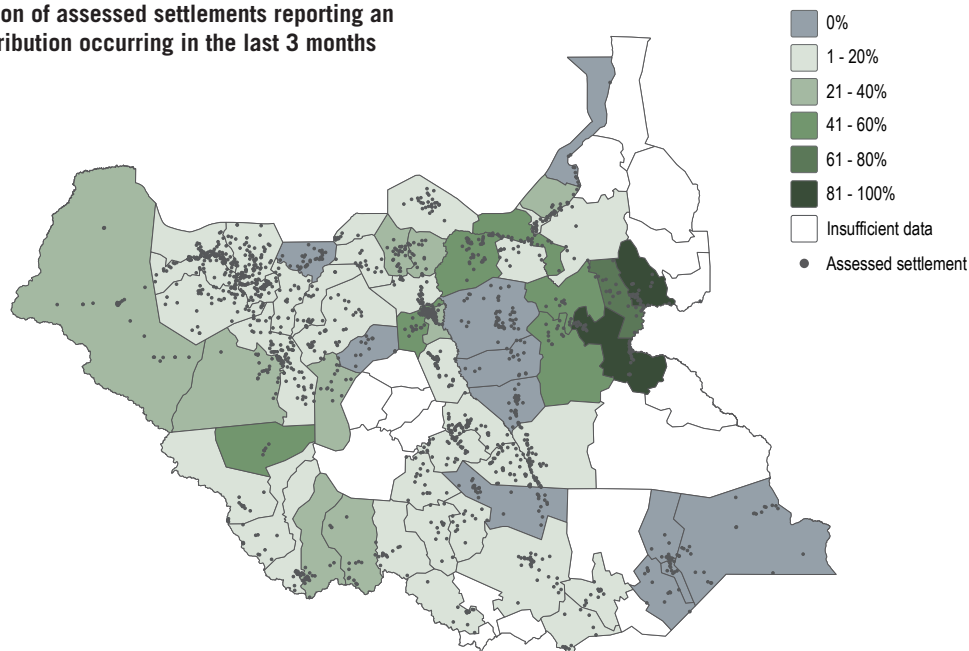 ion of assessed settlements reporting an
ribution occurring in the last 3 months
0%
1 - 20%
21 - 40%
41 - 60%
61 - 80%
81 - 100%
Insufficient data
Assessed settlement